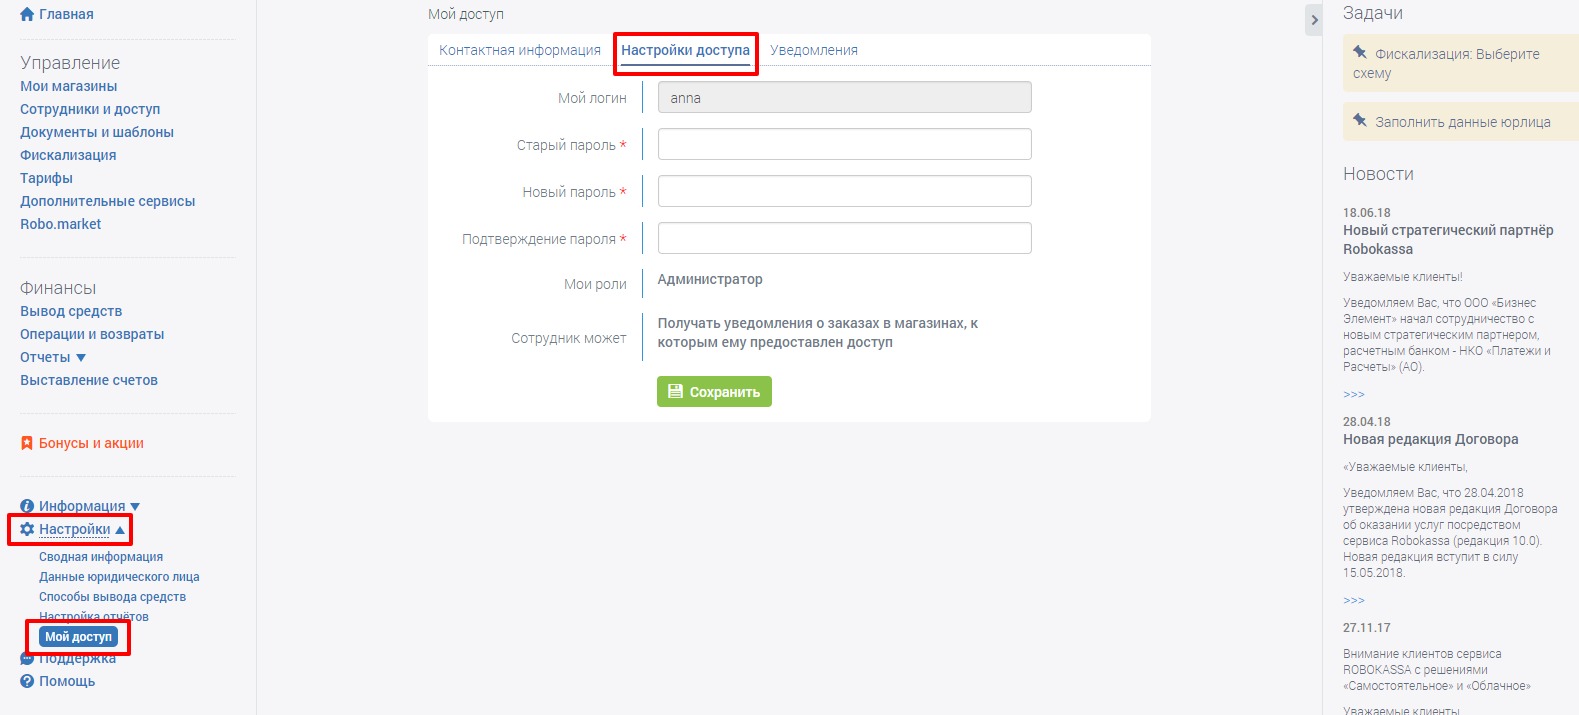 Главная
Управление
Мои магазины
Сотрудники и доступ
Документы и шаблоны
Фискализация
Тарифы
Дополнительные сервисы
Robo.market
Финансы
Вывод средств
Операции и возвраты
Отчеты
Выставление счетов
Бонусы и акции
Информация
Настройки
Сводная информация
Данные юридического лица
Способы вывода средств
Настройка отчётов
Мой доступ
Поддержка
Помощь
Мой доступ
Контактная информация Настройки доступа Уведомления
Мой логин anna
Старый пароль *
Новый пароль *
Подтверждение пароля *
Мои роли Администратор
Сотрудник может Получать уведомления о заказах в магазинах, к
которым ему предоставлен доступ
Сохранить
Задачи
Фискализация: Выберите
схему
Заполнить данные юрлица
Новости
18.06.18
Новый стратегический партнёр
Robokassa
Уважаемые клиенты!
Уведомляем Вас, что ООО «Бизнес
Элемент» начал сотрудничество с
новым стратегическим партнером,
расчетным банком - НКО «Платежи и
Расчеты» (АО).
>>>
28.04.18
Новая редакция Договора
«Уважаемые клиенты,
Уведомляем Вас, что 28.04.2018
утверждена новая редакция Договора
об оказании услуг посредством
сервиса Robokassa (редакция 10.0).
Новая редакция вступит в силу
15.05.2018.
>>>
27.11.17
Внимание клиентов сервиса
ROBOKASSA с решениями
«Самостоятельное» и «Облачное»
Уважаемые клиенты